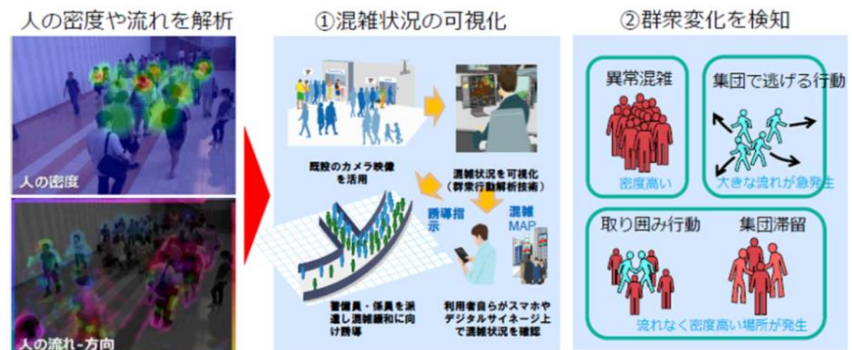 人の密度や流れを解析
人の密度
人の流れ-方向
①混雑状況の可視化
既設のカメラ映像
を活用
混雑状況を可視化
(群衆行動解析技術)
誘導指
示
混雑
MAP
警備員・係員を派
遣し混雑緩和に向
け誘導
利用者自らがスマホや
デジタルサイネージ上
で混雑状況を確認
②群衆変化を検知
異常混雑
密度高い
集団で逃げる行動
大きな流れが急発生
取り囲み行動
集団滞留
流れなく密度高い場所が発生